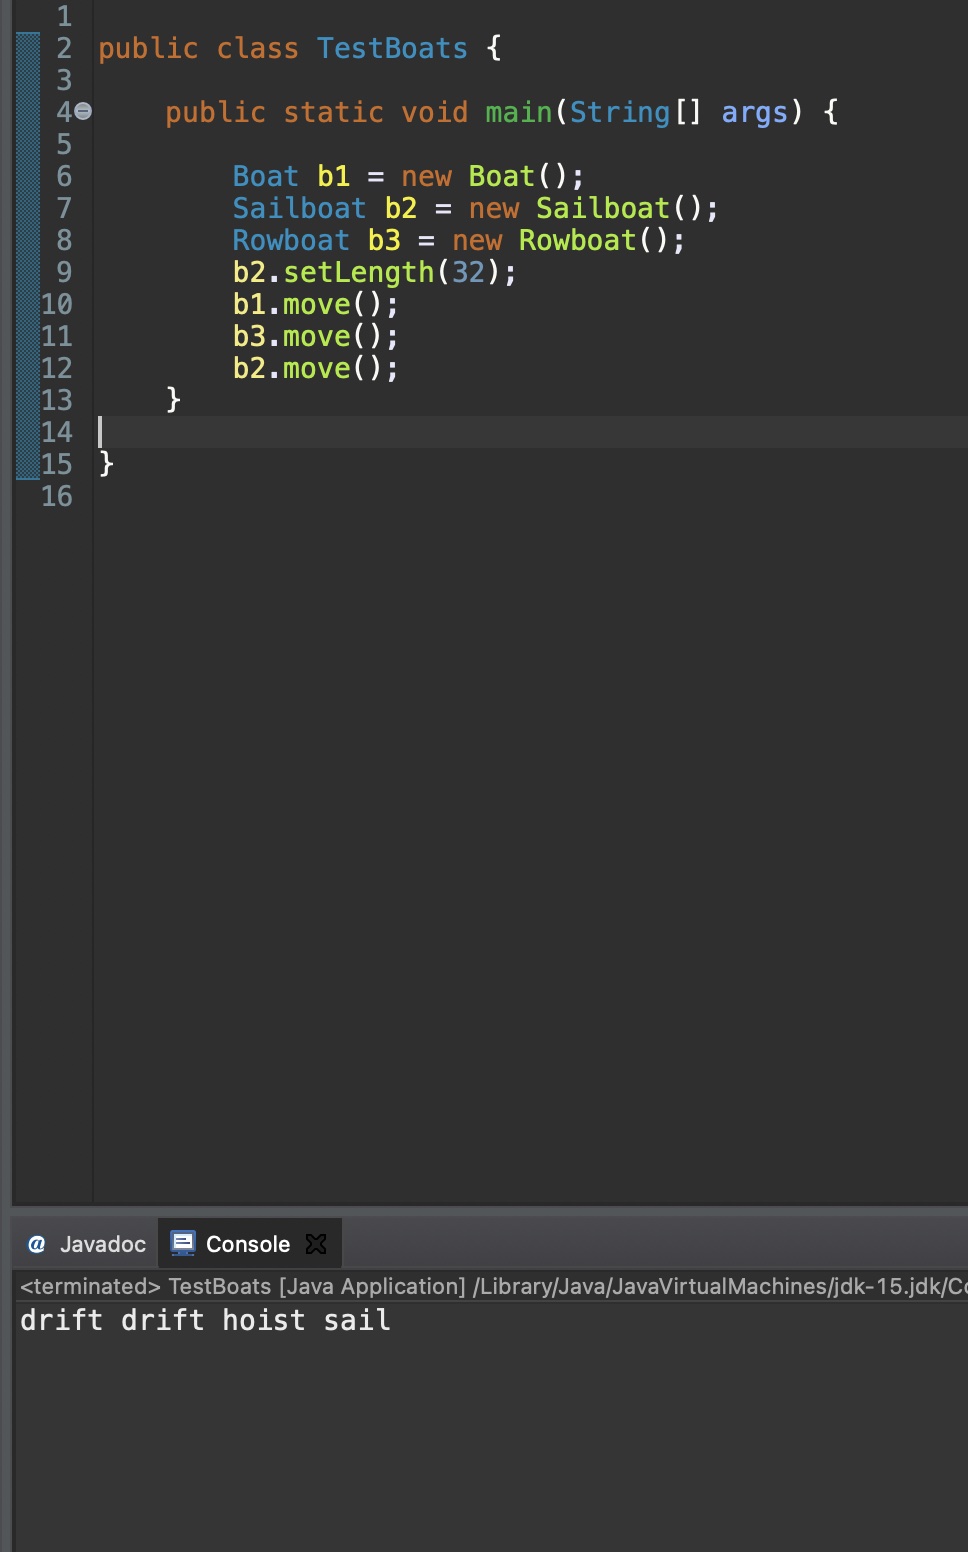 1
2 public class TestBoats {
3
4 public static void main(String[] args) {
5
6 Boat b1 = new Boat();
7 Sailboat b2 = new Sailboat();
8 Rowboat b3 = new Rowboat();
9 b2.setLength(32);
10 b1.move();
11 b3.move();
12 b2.move();
13 }
14
15 }
16
@ Javadoc Console
<terminated> TestBoats [Java Application] /Library/Java/JavaVirtualMachines/jdk-15.jdk/Co
drift drift hoist sail